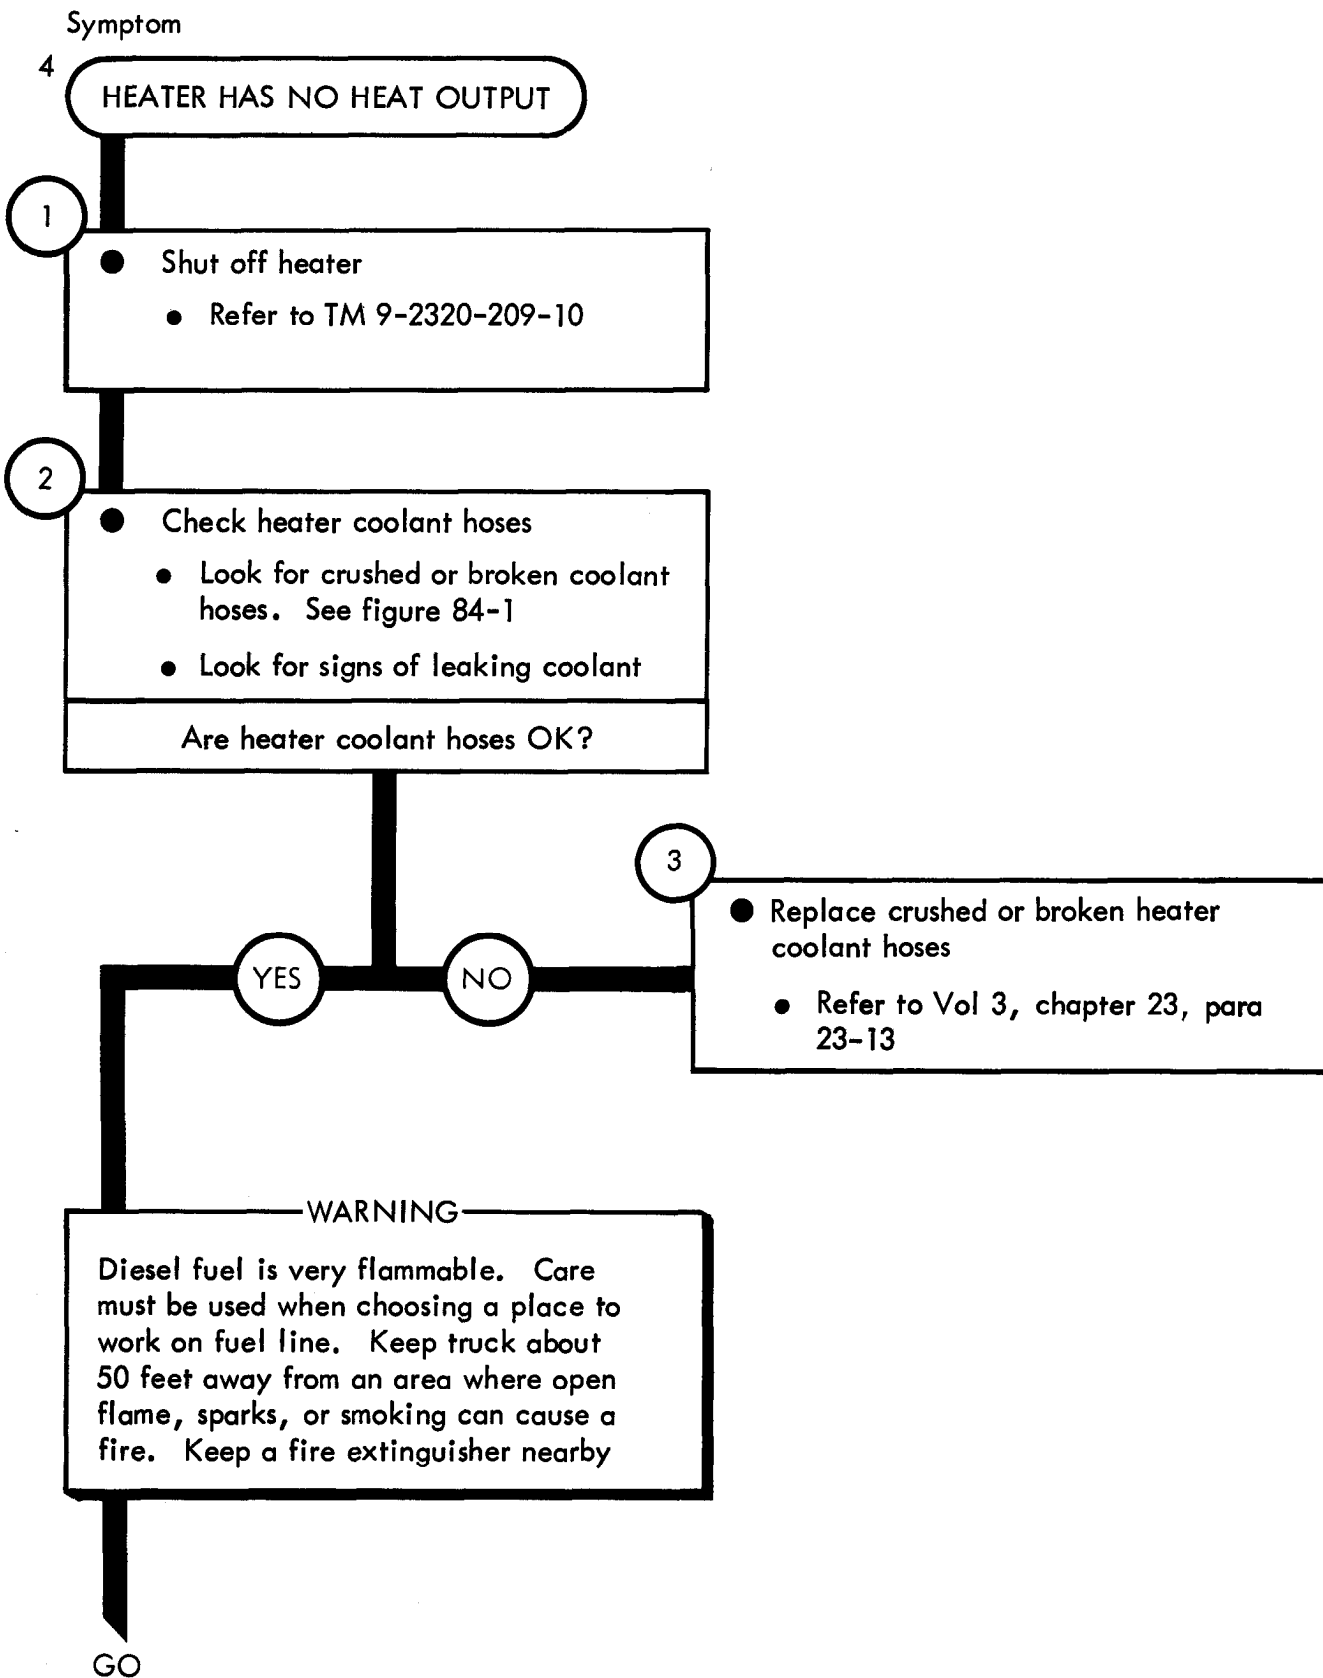 Symptom
4
HEATER HAS NO HEAT OUTPUT
1
● Shut off heater
● Refer to TM 9-2320-209-10
2
● Check heater coolant hoses
● Look for crushed or broken coolant
hoses. See figure 84-1
● Look for signs of leaking coolant
Are heater coolant hoses OK?
3
● Replace crushed or broken heater
coolant hoses
● Refer to Vol 3, chapter 23, para
23-13
YES
NO
WARNING
Diesel fuel is very flammable. Care
must be used when choosing a place to
work on fuel line. Keep truck about
50 feet away from an area where open
flame, sparks, or smoking can cause a
fire. Keep a fire extinguisher nearby
GO